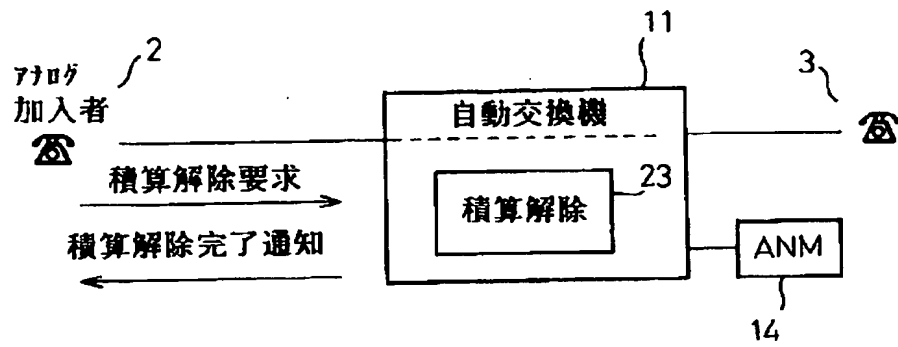 11
2
3
アナログ
加入者
自動交換機
積算解除要求
23
積算解除
積算解除完了通知
ANM
14